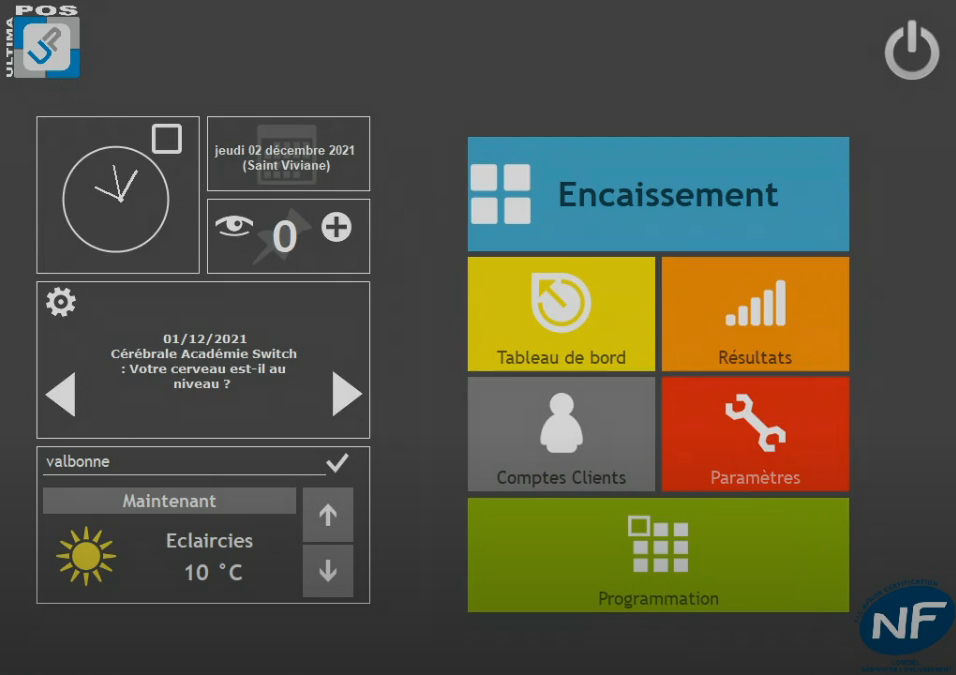 POS
ULTIMA
jeudi 02 décembre 2021
(Saint Viviane)
0
01/12/2021
Cérébrale Académie Switch
: Votre cerveau est-il au
niveau ?
valbonne
Maintenant
Eclaircies
10 °C
Encaissement
Tableau de bord
Résultats
Comptes Clients
Paramètres
Programmation
NF